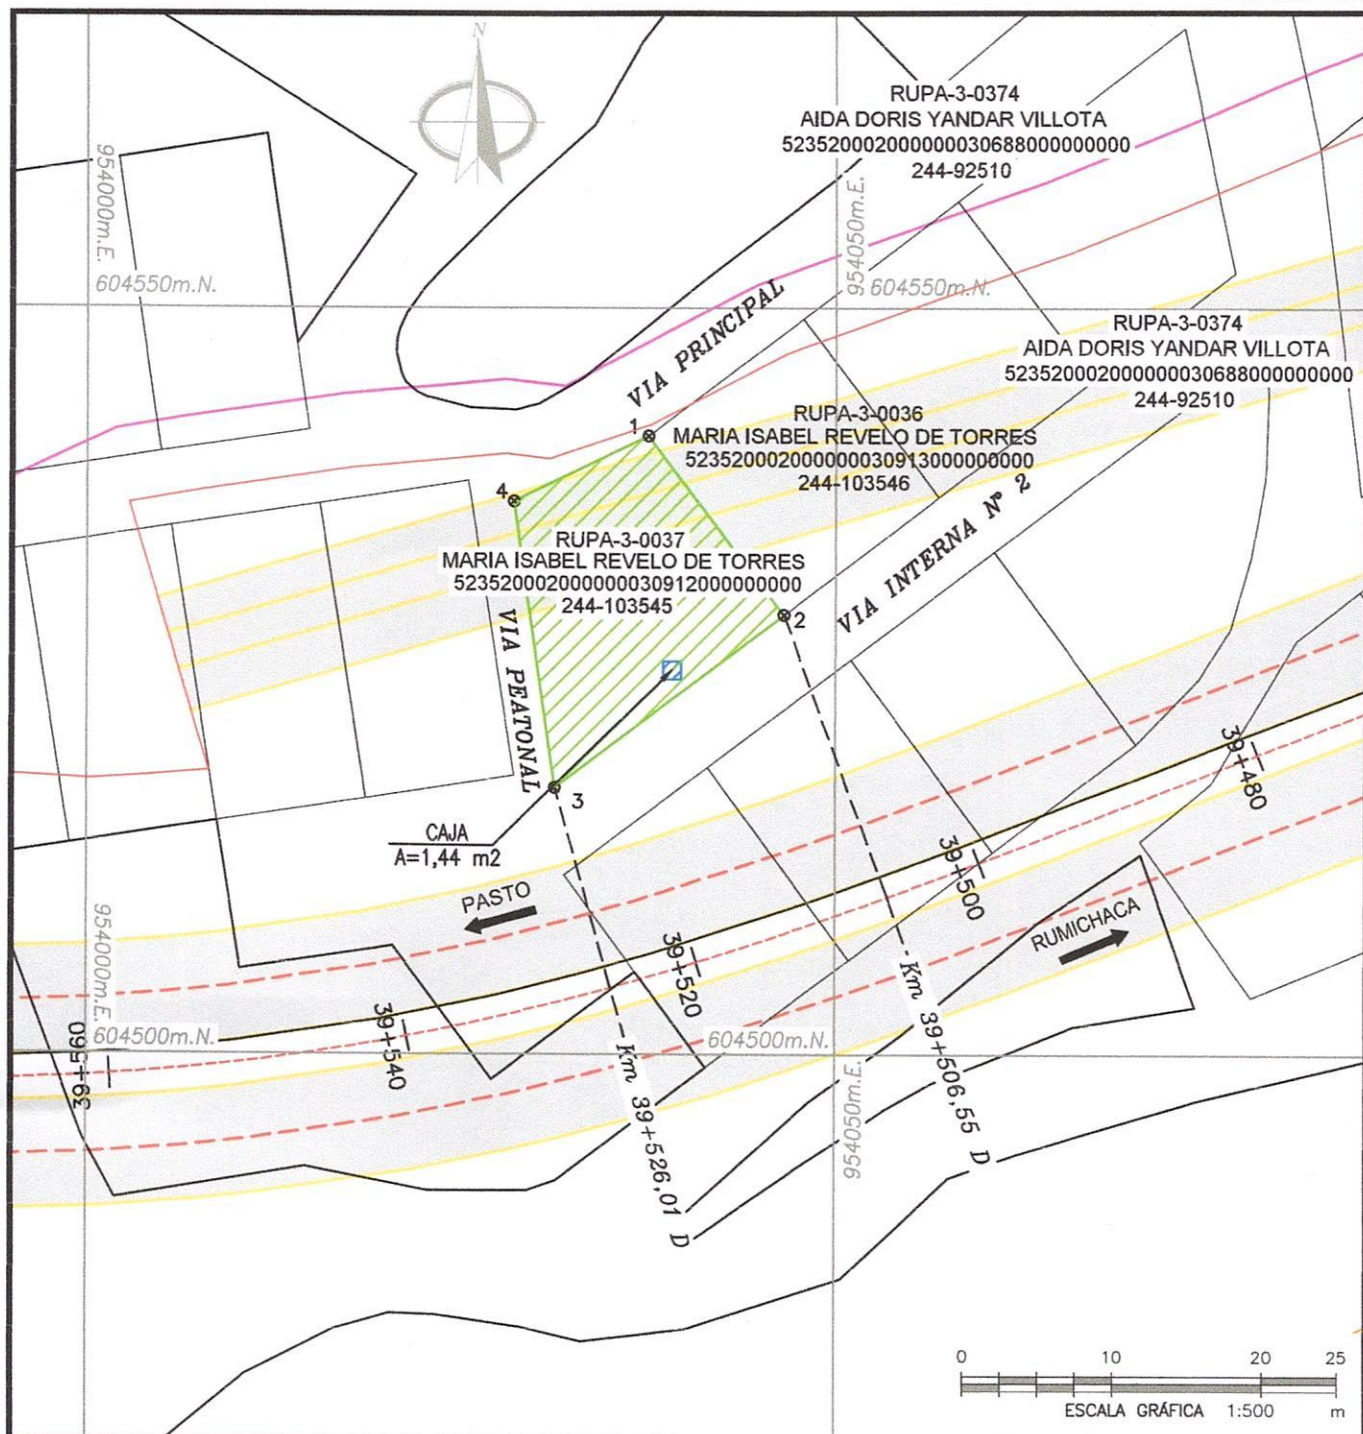 N
RUPA-3-0374
AIDA DORIS YANDAR VILLOTA
523520002000000030688000000000
244-92510
954000m.E.
954050m.E.
604550m.N.
604550m.N.
VIA PRINCIPAL
RUPA-3-0374
AIDA DORIS YANDAR VILLOTA
523520002000000030688000000000
244-92510
RUPA-3-0036
MARIA ISABEL REVELO DE TORRES
523520002000000030913000000000
244-103546
1
4
RUPA-3-0037
MARIA ISABEL REVELO DE TORRES
523520002000000030912000000000
244-103545
VIA INTERNA Nº 2
2
VIA PEATONAL
3
CAJA
A=1,44 m2
39+480
39+500
PASTO
RUMICHACA
39+520
39+540
39+560
954000m.E.
604500m.N.
604500m.N.
954050m.E.
Km 39+506,55 D
Km 39+526,01 D
0 10 20 25
ESCALA GRÁFICA 1:500 m